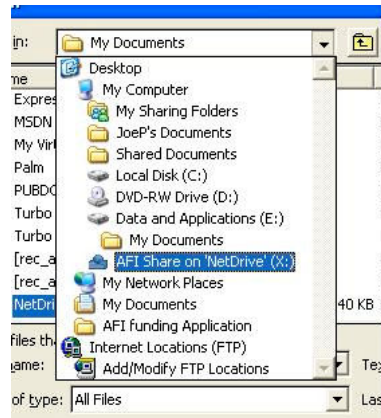 in: My Documents
Desktop
My Computer
My Sharing Folders
JoeP's Documents
Shared Documents
Local Disk (C:)
DVD-RW Drive (D:)
Data and Applications (E:)
My Documents
AFI Share on 'NetDrive' (X:)
My Network Places
My Documents
AFI funding Application
Internet Locations (FTP)
Add/Modify FTP Locations
me
Expres
MSDN
My Vir
Palm
PUBDO
Turbo
Turbo
[rec_a
[rec_a
NetDri
40 KB
files th
name:
Te
of type: All Files
Las